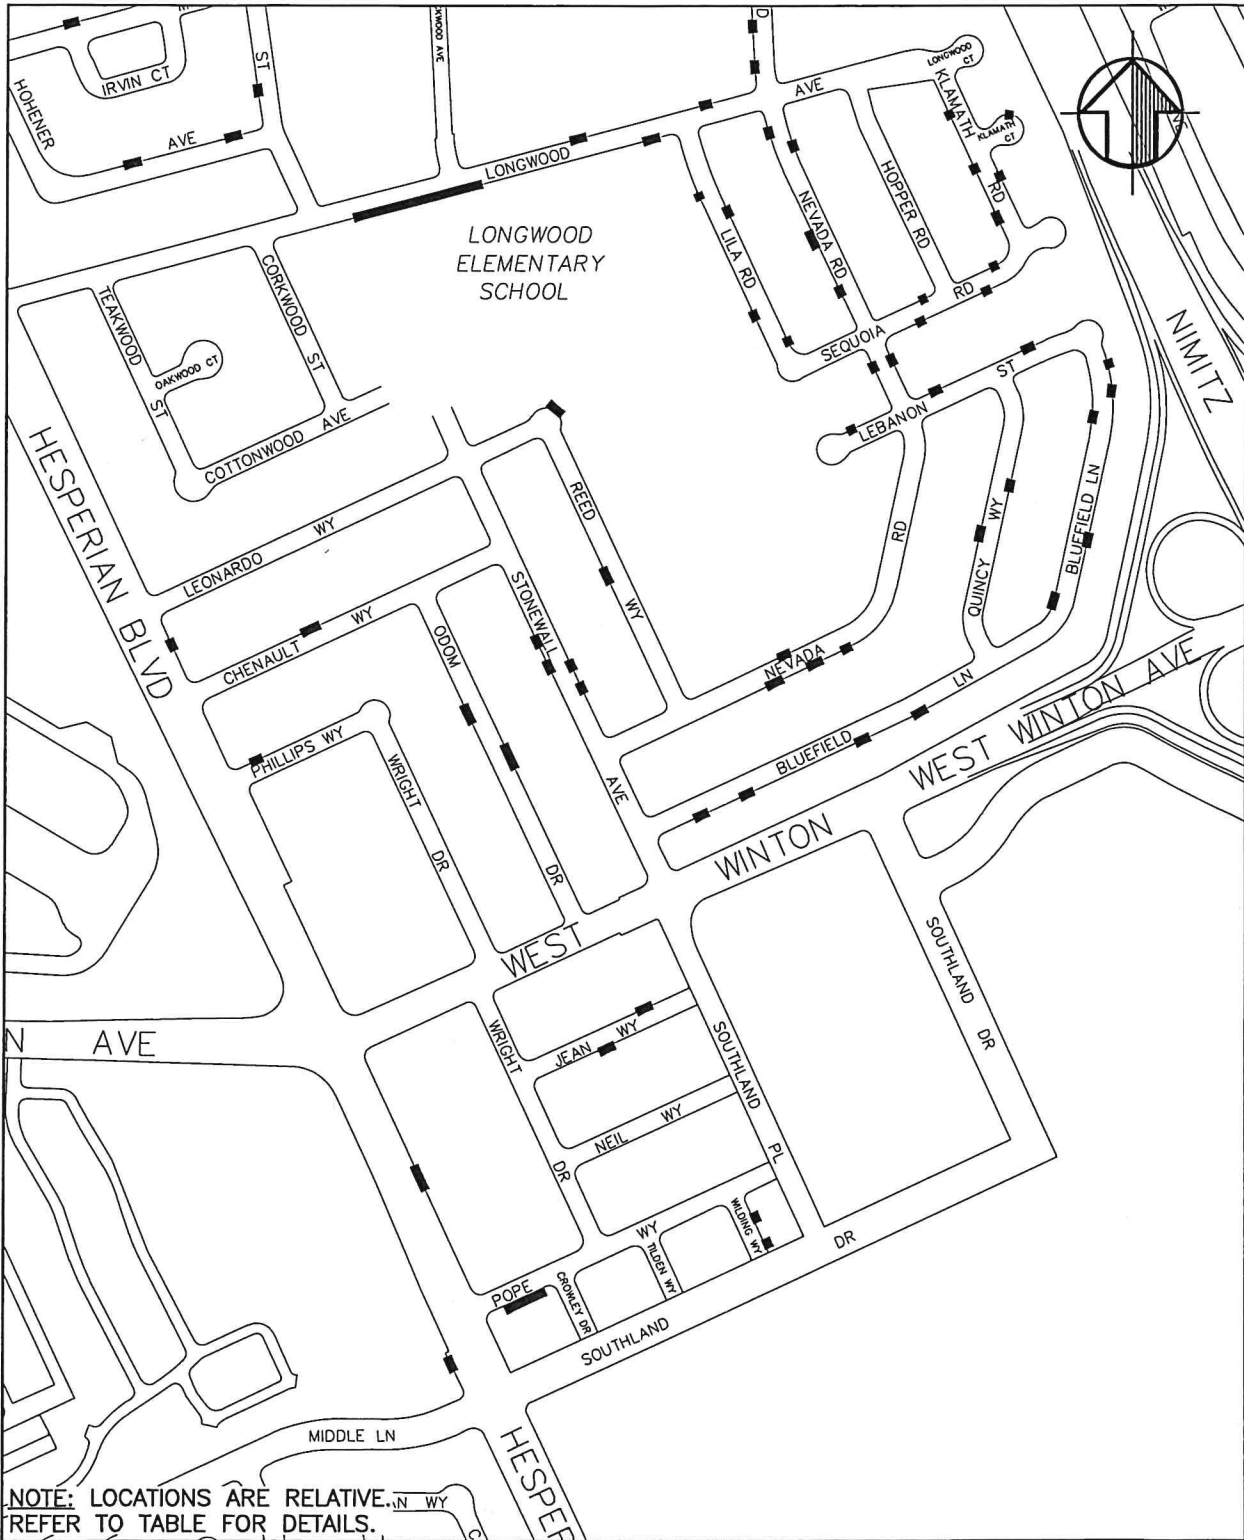 IRVIN CT
HOHENER
AVE
ST
KWOOD AVE
D
LONGWOOD
AVE
LONGWOOD
CT
KLAMATH
RD
KLAMATH
CT
HOPPER RD
NEVADA RD
LILA RD
SEQUOIA
RD
LONGWOOD
ELEMENTARY
SCHOOL
CORKWOOD ST
TEAKWOOD
ST
OAKWOOD CT
COTTONWOOD AVE
NIMITZ
LEBANON
ST
HESPERIAN BLVD
LEONARDO
WY
REED
WY
STONEWALL
AVE
CHENAULT
WY
ODOM
DR
QUINCY WY
BLUEFIELD LN
NEVADA
RD
BLUEFIELD
LN
PHILLIPS WY
WRIGHT
DR
WEST WINTON AVE
WEST
WINTON
SOUTHLAND DR
N AVE
WRIGHT
DR
JEAN WY
SOUTHLAND
PL
NEIL WY
POPE
WY
CROWLEY DR
TILDEN WY
WILDING WY
SOUTHLAND
DR
MIDDLE LN
HESPER
NOTE: LOCATIONS ARE RELATIVE.
REFER TO TABLE FOR DETAILS.
N WY